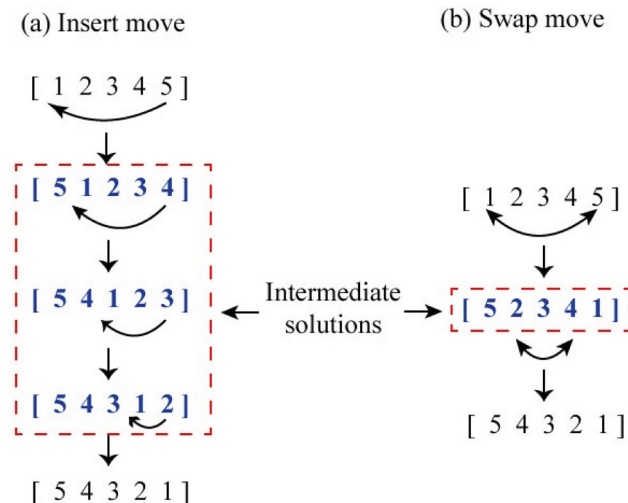 (a) Insert move
[ 1 2 3 4 5 ]
[ 5 1 2 3 4 ]
[ 5 4 1 2 3 ]
[ 5 4 3 1 2 ]
[ 5 4 3 2 1 ]
Intermediate
solutions
(b) Swap move
[ 1 2 3 4 5 ]
[ 5 2 3 4 1 ]
[ 5 4 3 2 1 ]